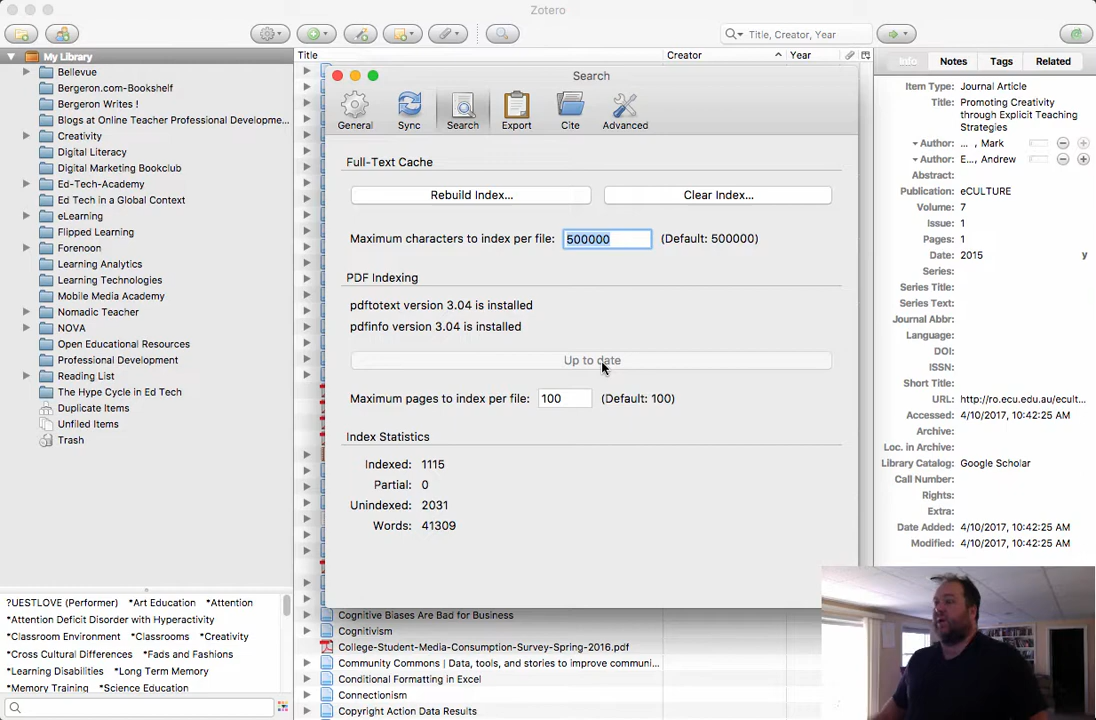 Zotero
Title, Creator, Year
My Library
Bellevue
Bergeron.com-Bookshelf
Bergeron Writes !
Blogs at Online Teacher Professional Developme...
Creativity
Digital Literacy
Digital Marketing Bookclub
Ed-Tech-Academy
Ed Tech in a Global Context
eLearning
Flipped Learning
Forenoon
Learning Analytics
Learning Technologies
Mobile Media Academy
Nomadic Teacher
NOVA
Open Educational Resources
Professional Development
Reading List
The Hype Cycle in Ed Tech
Duplicate Items
Unfiled Items
Trash
?UESTLOVE (Performer) *Art Education *Attention
*Attention Deficit Disorder with Hyperactivity
*Classroom Environment *Classrooms *Creativity
*Cross Cultural Differences *Fads and Fashions
*Learning Disabilities *Long Term Memory
*Memory Training *Science Education
Title Creator Year
Search
General Sync Search Export Cite Advanced
Full-Text Cache
Rebuild Index... Clear Index...
Maximum characters to index per file: 500000 (Default: 500000)
PDF Indexing
pdftotext version 3.04 is installed
pdfinfo version 3.04 is installed
Up to date
Maximum pages to index per file: 100 (Default: 100)
Index Statistics
Indexed: 1115
Partial: 0
Unindexed: 2031
Words: 41309
Cognitive Biases Are Bad for Business
Cognitivism
College-Student-Media-Consumption-Survey-Spring-2016.pdf
Community Commons | Data, tools, and stories to improve communi...
Conditional Formatting in Excel
Connectionism
Copyright Action Data Results
Info Notes Tags Related
Item Type: Journal Article
Title: Promoting Creativity
through Explicit Teaching
Strategies
Author: ... , Mark
Author: E..., Andrew
Abstract:
Publication: eCULTURE
Volume: 7
Issue: 1
Pages: 1
Date: 2015 y
Series:
Series Title:
Series Text:
Journal Abbr:
Language:
DOI:
ISSN:
Short Title:
URL: http://ro.ecu.edu.au/ecult...
Accessed: 4/10/2017, 10:42:25 AM
Archive:
Loc. in Archive:
Library Catalog: Google Scholar
Call Number:
Rights:
Extra:
Date Added: 4/10/2017, 10:42:25 AM
Modified: 4/10/2017, 10:42:25 AM